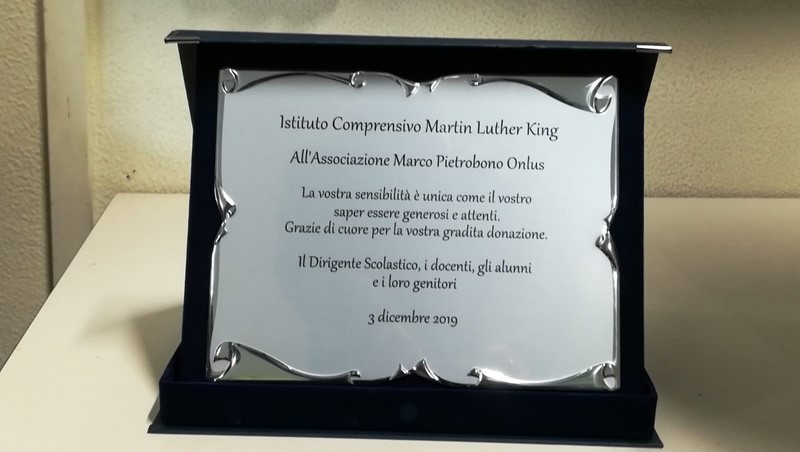 Istituto Comprensivo Martin Luther King
All'Associazione Marco Pietrobono Onlus
La vostra sensibilità è unica come il vostro
saper essere generosi e attenti.
Grazie di cuore per la vostra gradita donazione.
Il Dirigente Scolastico, i docenti, gli alunni
e i loro genitori
3 dicembre 2019